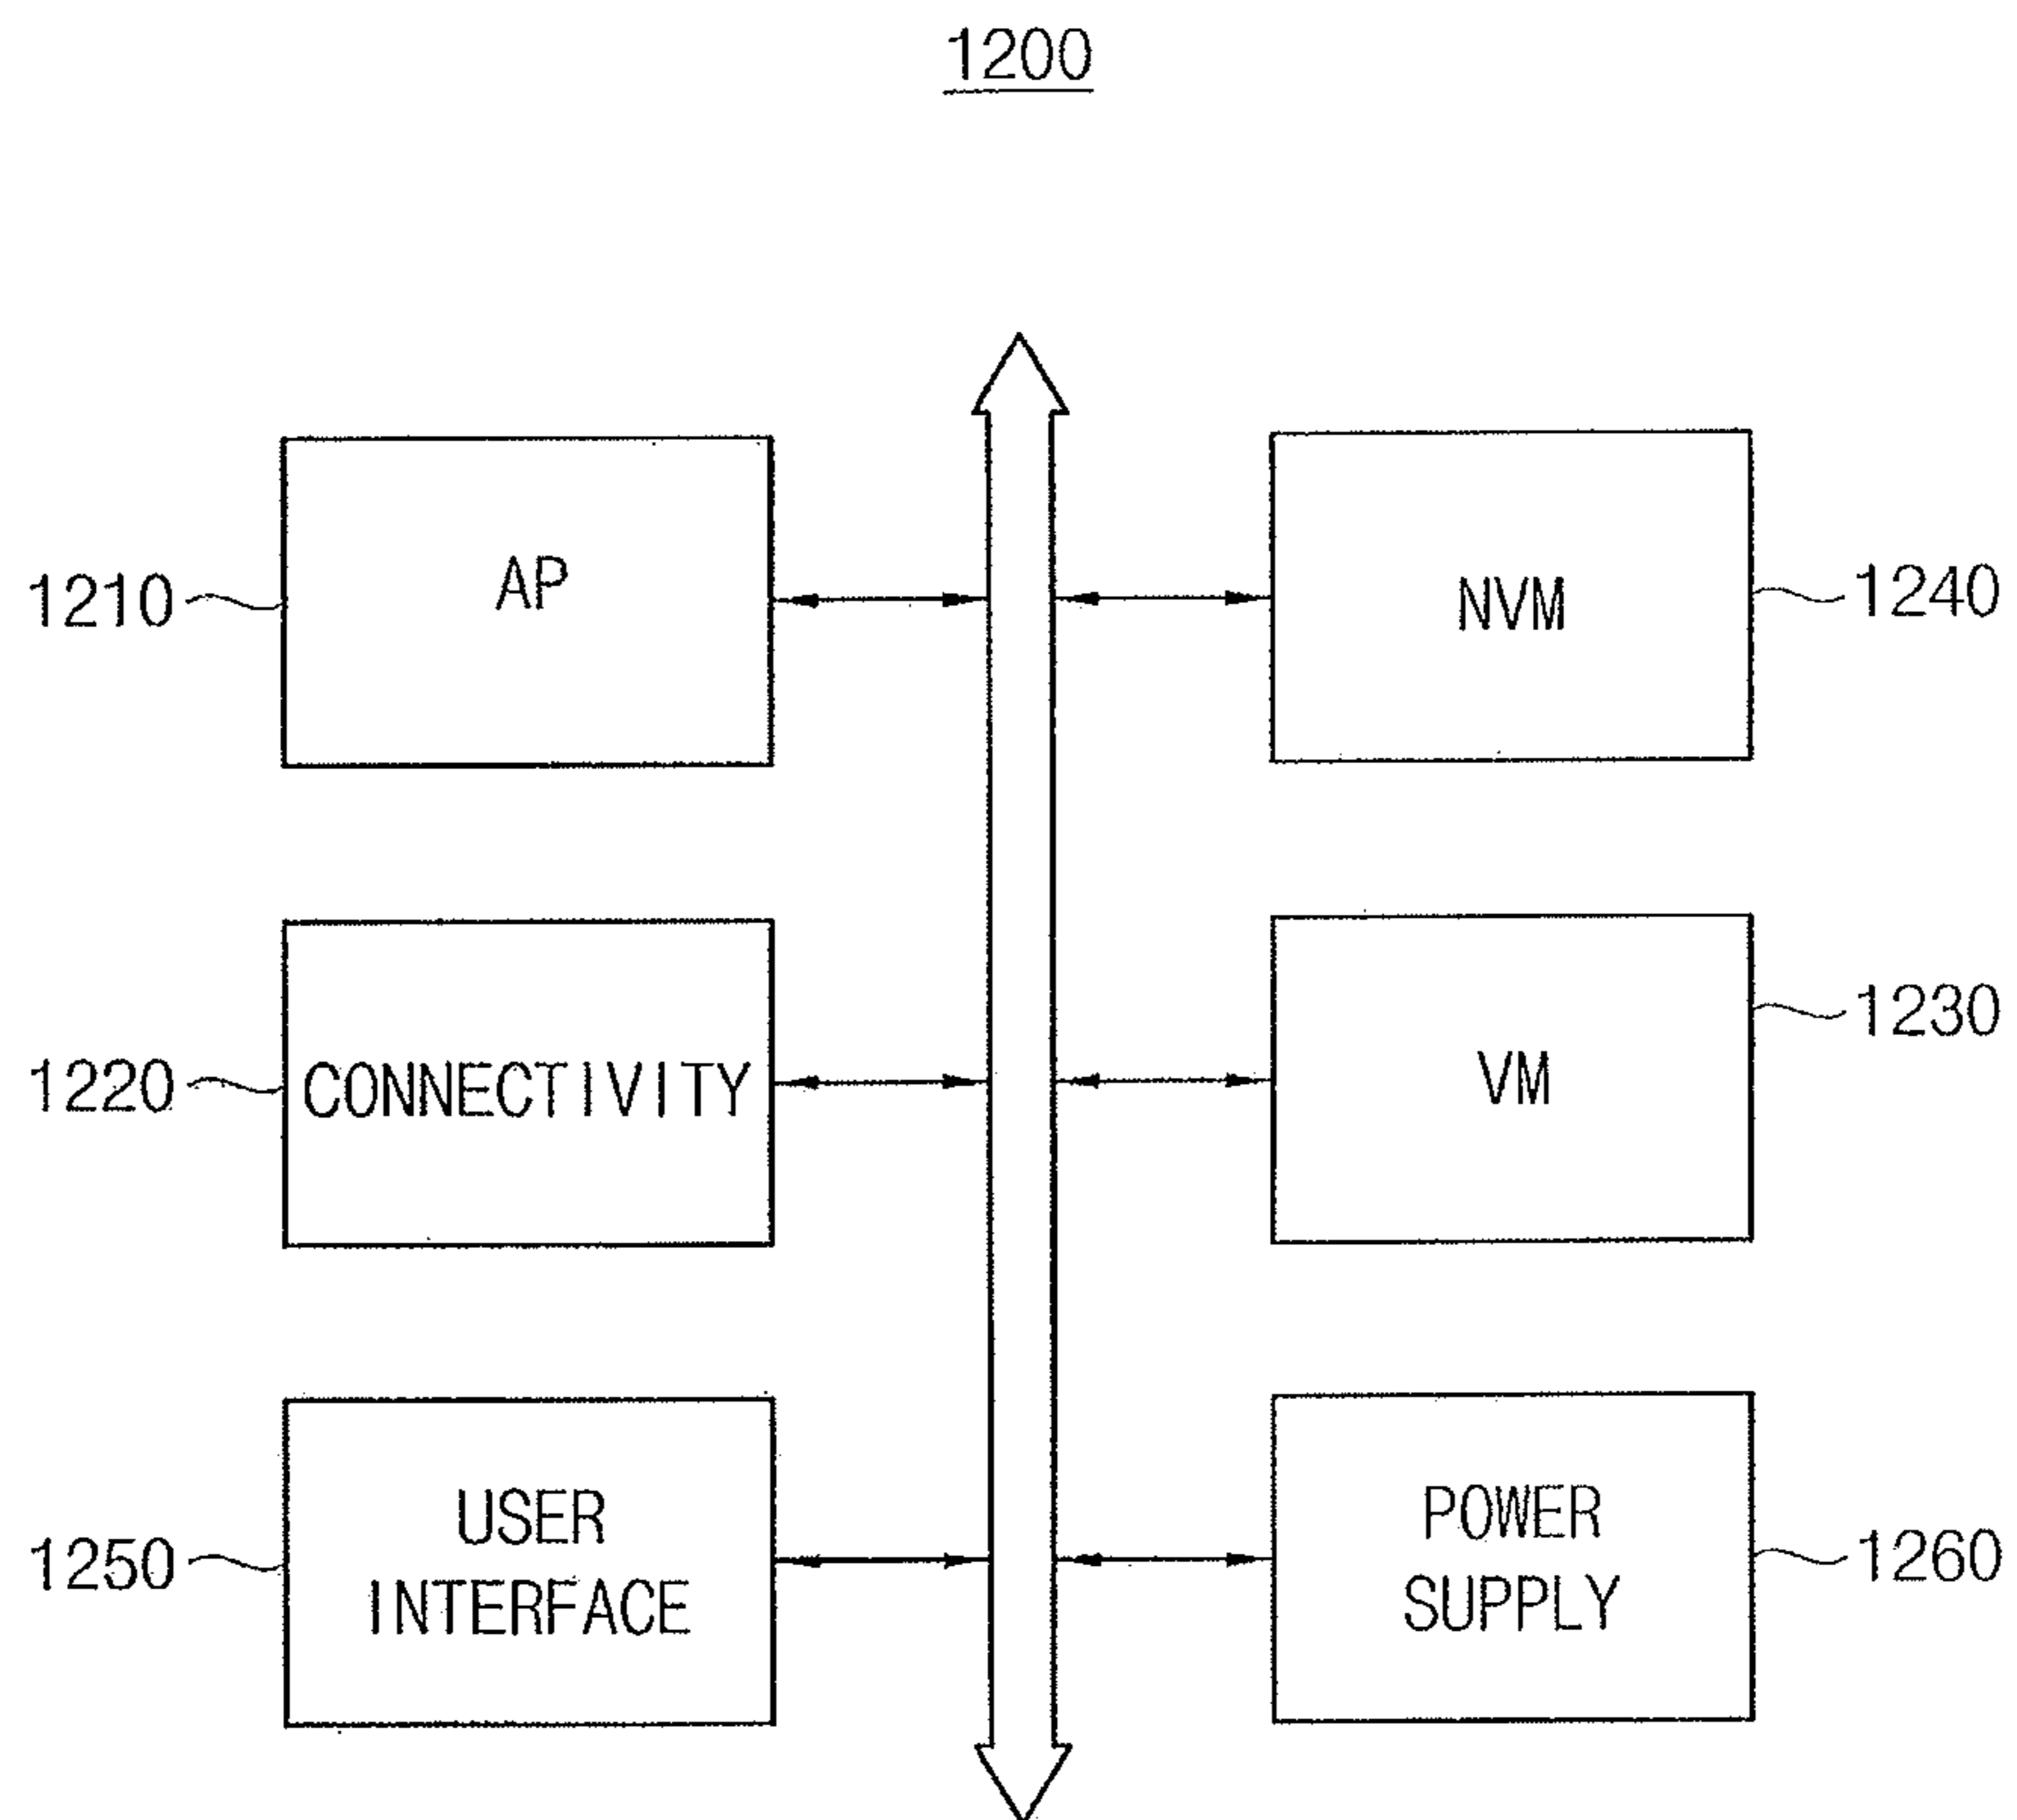 1200
1210
AP
NVM
1240
1220
CONNECTIVITY
VM
1230
1250
USER
INTERFACE
POWER
SUPPLY
1260